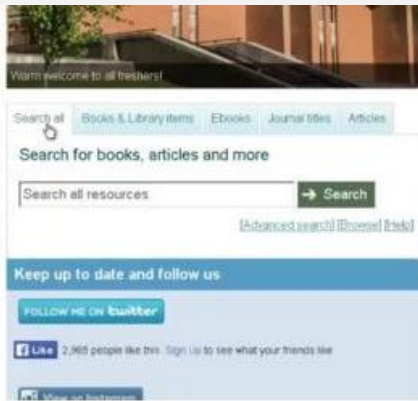 Warm welcome to all freshers!
Search all Books & Library items Ebooks Journal titles Articles
Search for books, articles and more
Search all resources
→ Search
[Advanced search] [Browse] [Help]
Keep up to date and follow us
FOLLOW ME ON twitter
f Like 2,965 people like this. Sign Up to see what your friends like
View on Instagram